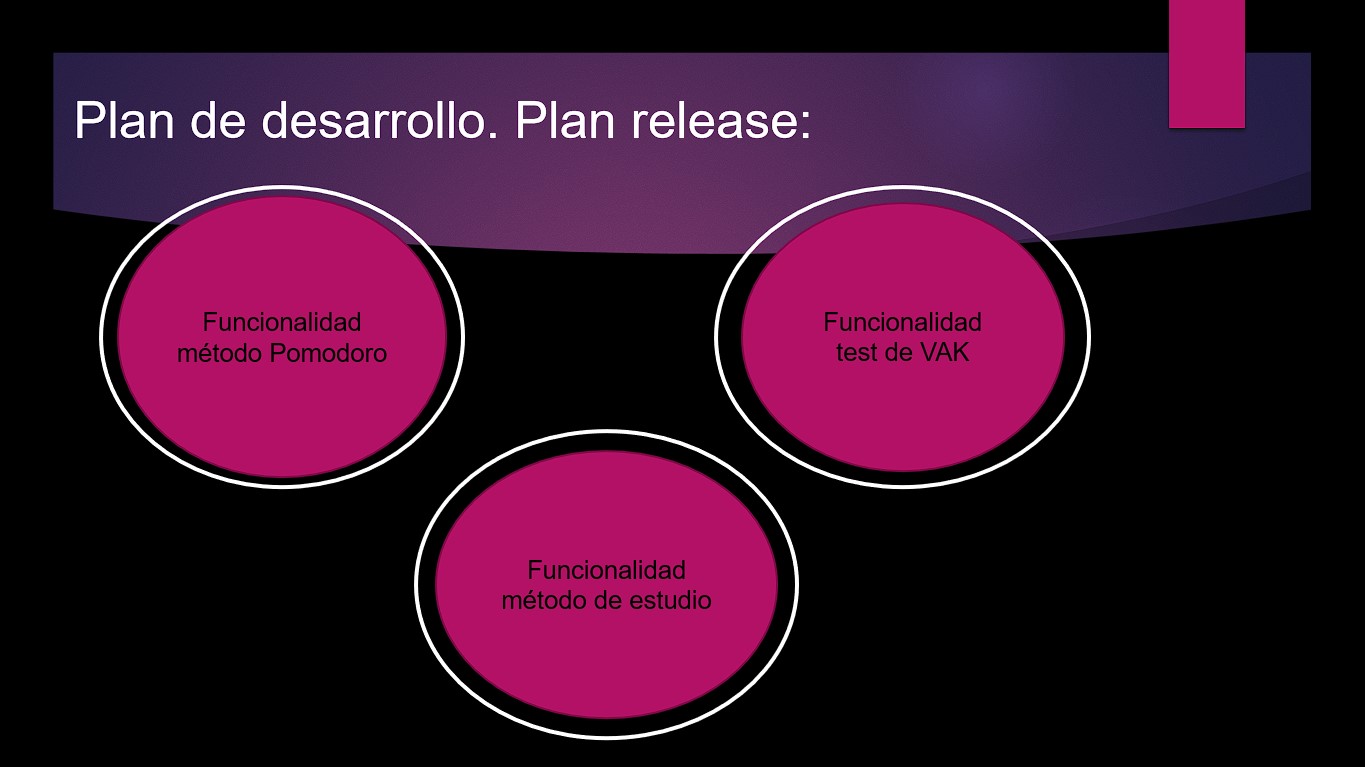 Plan de desarrollo. Plan release:
Funcionalidad
método Pomodoro
Funcionalidad
test de VAK
Funcionalidad
método de estudio